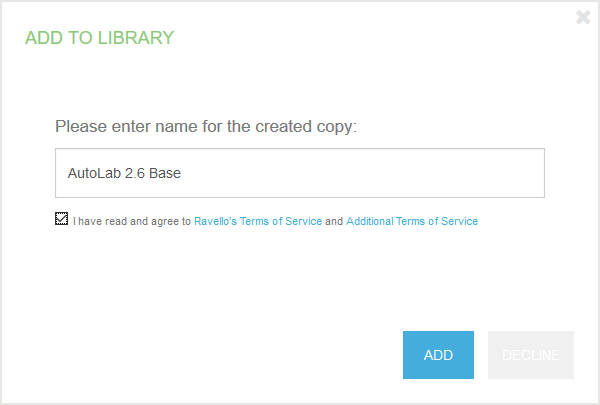 ADD TO LIBRARY
Please enter name for the created copy:
AutoLab 2.6 Base
I have read and agree to Ravello's Terms of Service and Additional Terms of Service
ADD DECLINE